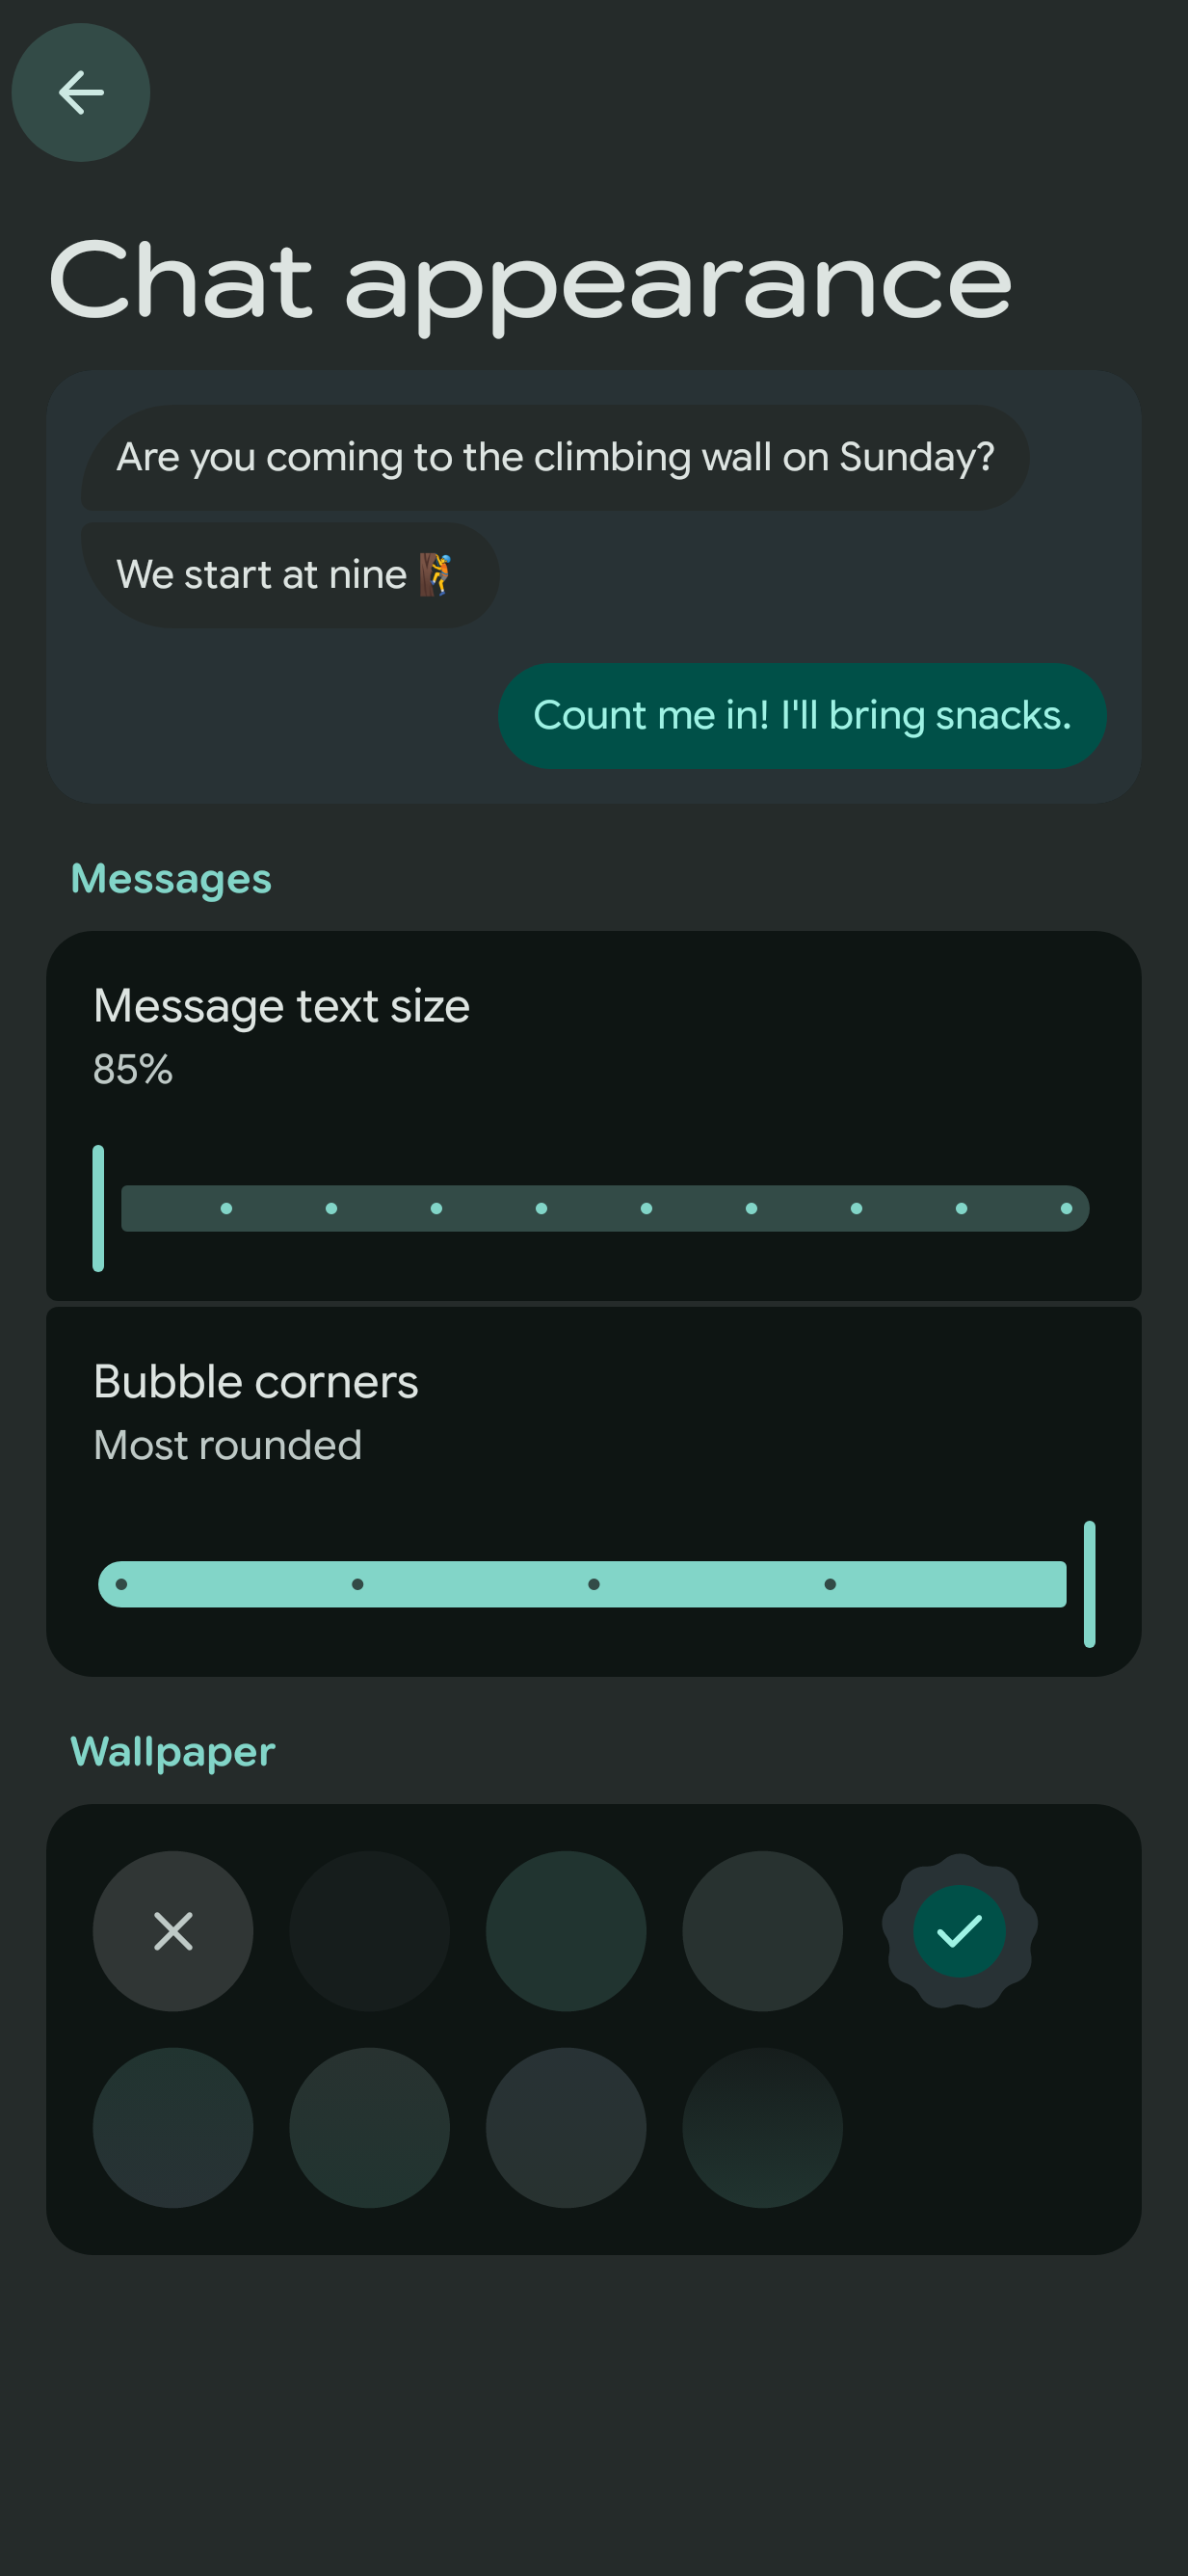 Chat appearance
Are you coming to the climbing wall on Sunday?
We start at nine 🧗
Count me in! I'll bring snacks.
Messages
Message text size
85%
Bubble corners
Most rounded
Wallpaper